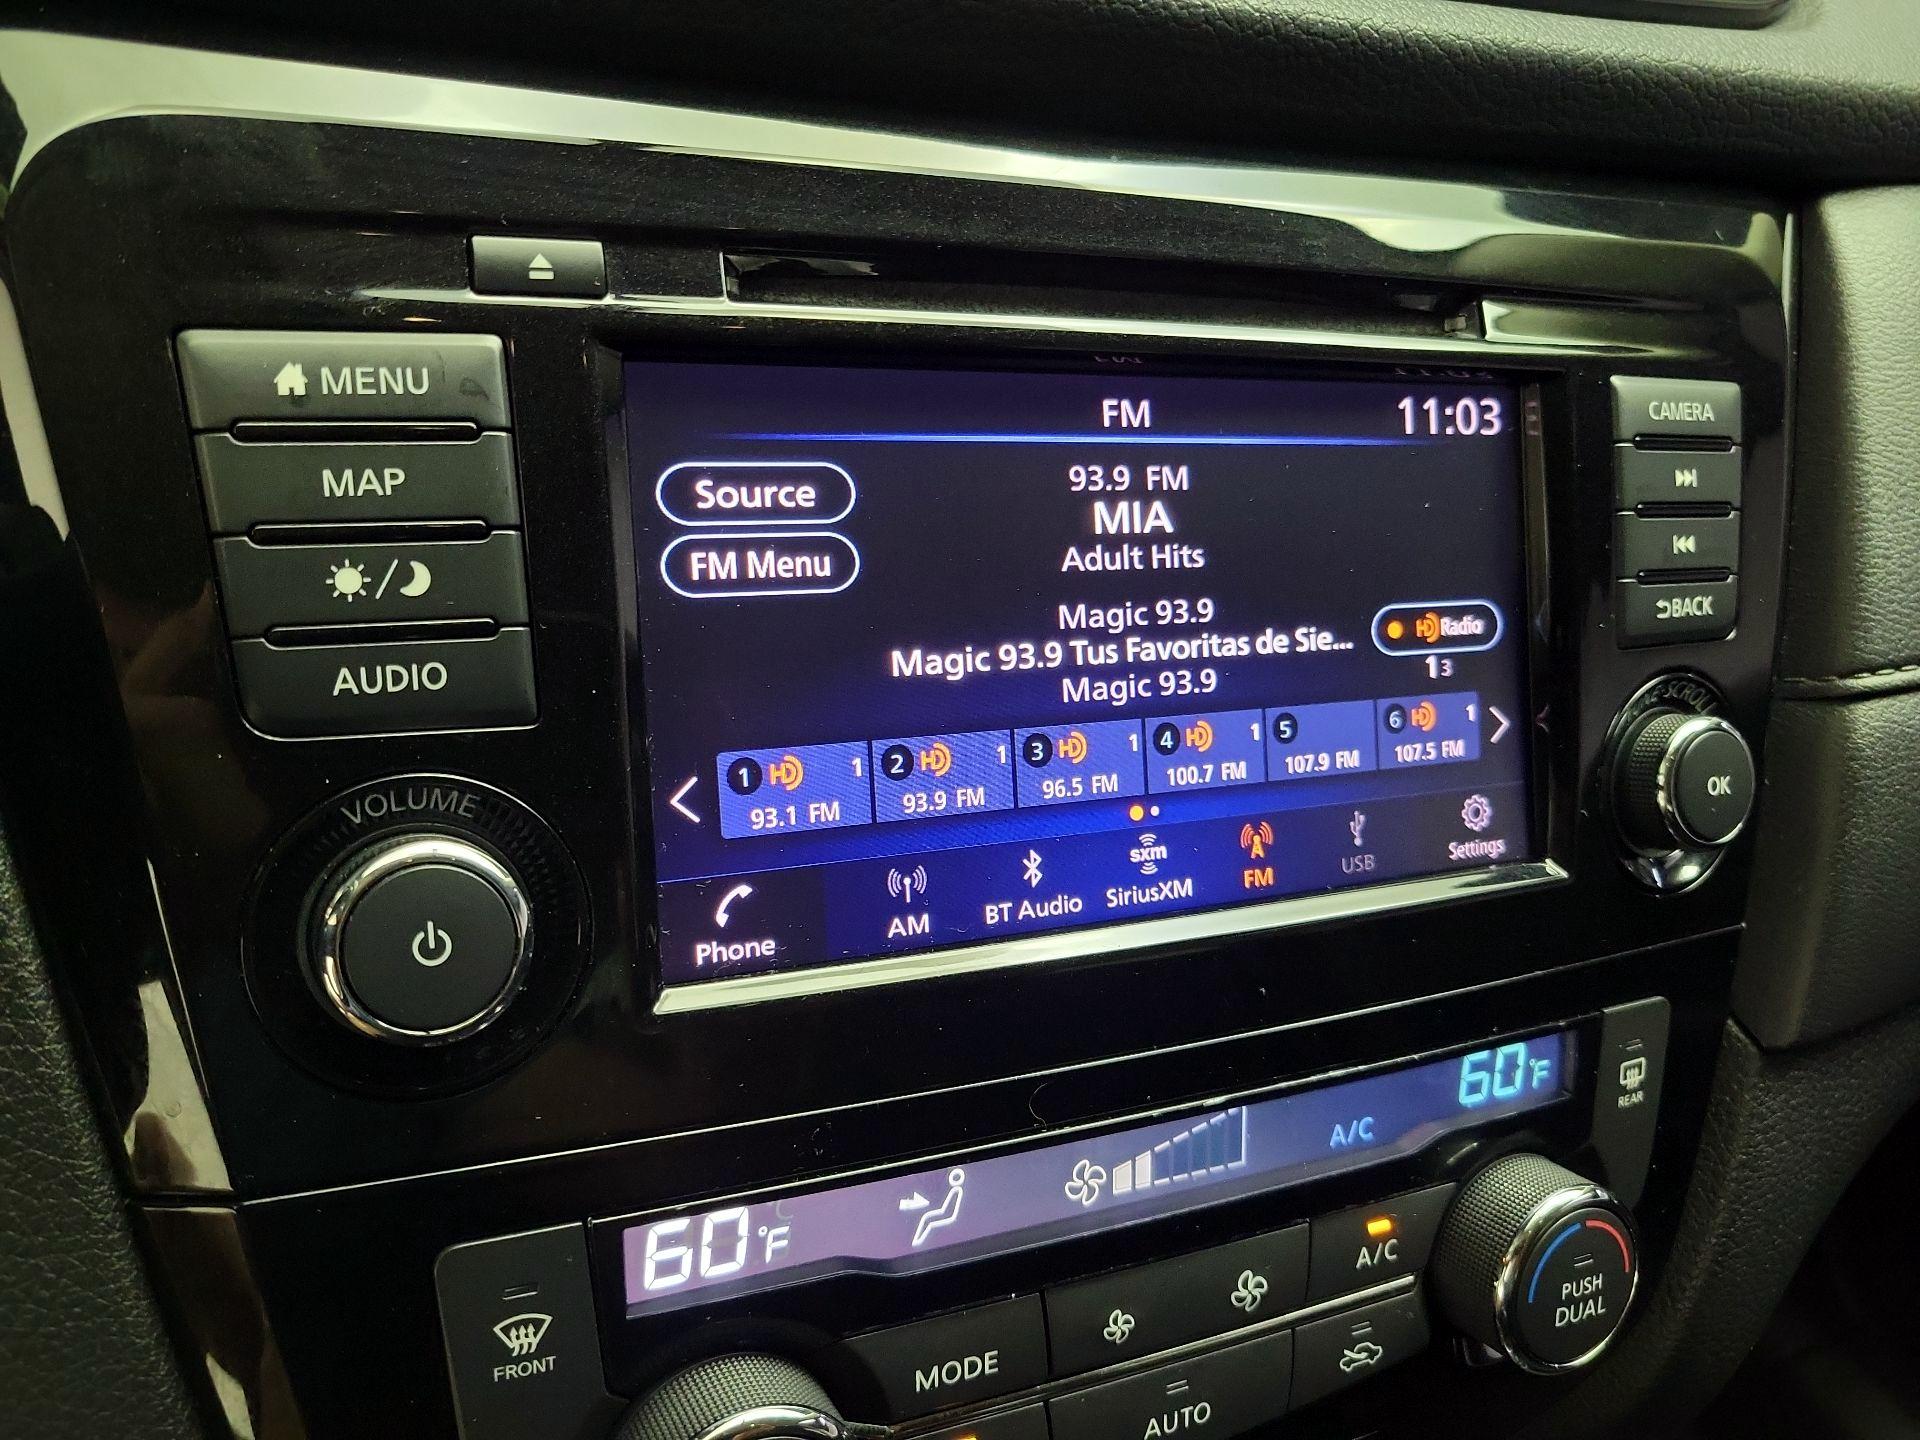 MENU
MAP
AUDIO
VOLUME
FM
11:03
Source
FM Menu
93.9 FM
MIA
Adult Hits
Magic 93.9
Magic 93.9 Tus Favoritas de Sie...
Magic 93.9
HD Radio
1 3
1 HD 1
93.1 FM
2 HD 1
93.9 FM
3 HD 1
96.5 FM
4 HD 1
100.7 FM
5
107.9 FM
6 HD 1
107.5 FM
Phone
AM
BT Audio
sxm
SiriusXM
FM
USB
Settings
CAMERA
BACK
SCROLL
OK
60°F
A/C
60°F
REAR
FRONT
MODE
A/C
AUTO
PUSH
DUAL